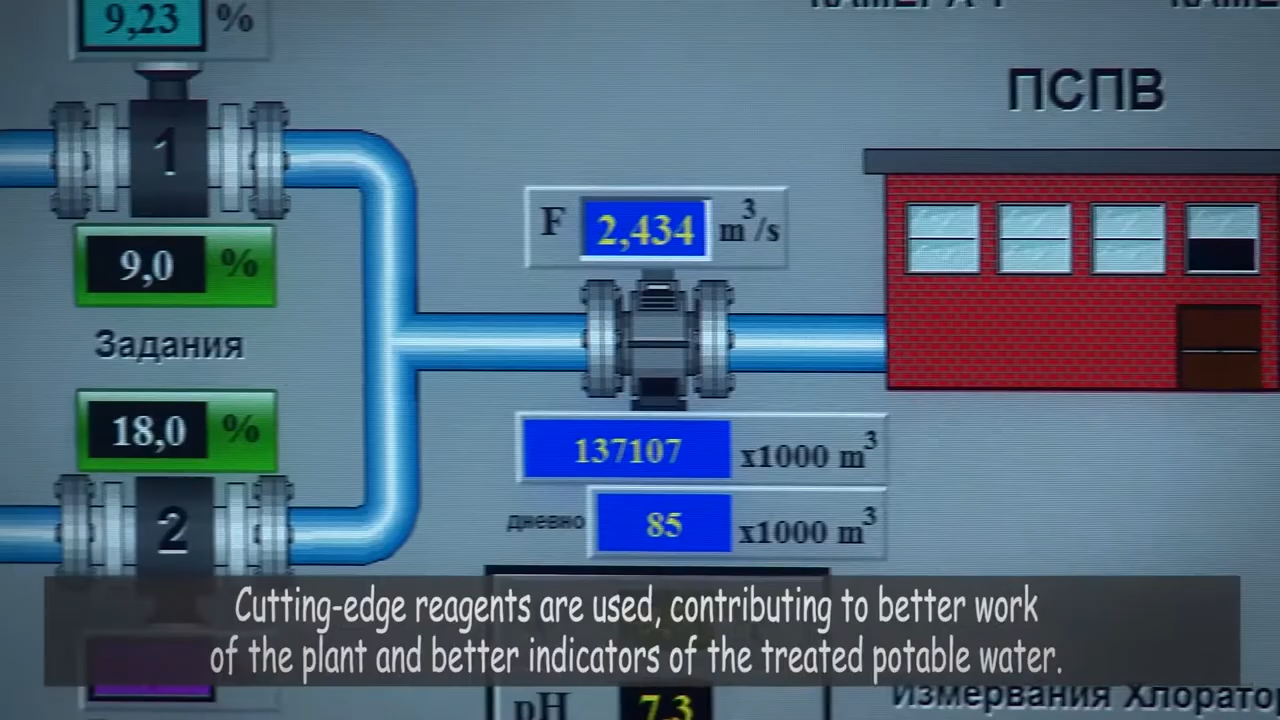 9,23 %
ПСПВ
1
F 2,434 m³/s
9,0 %
Задания
18,0 %
137107 x1000 m³
дневно 85 x1000 m³
2
Cutting-edge reagents are used, contributing to better work
of the plant and better indicators of the treated potable water.
pH 7,3
Измервания Хлоратор